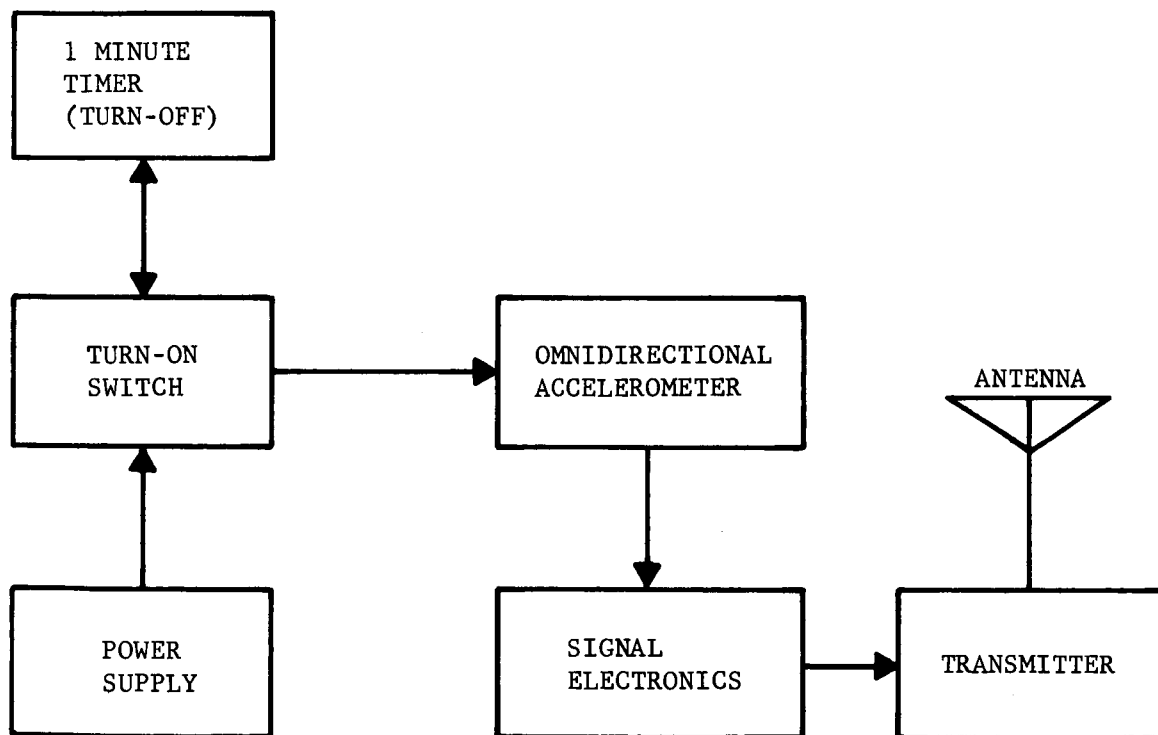 1 MINUTE
TIMER
(TURN-OFF)
TURN-ON
SWITCH
OMNIDIRECTIONAL
ACCELEROMETER
ANTENNA
POWER
SUPPLY
SIGNAL
ELECTRONICS
TRANSMITTER